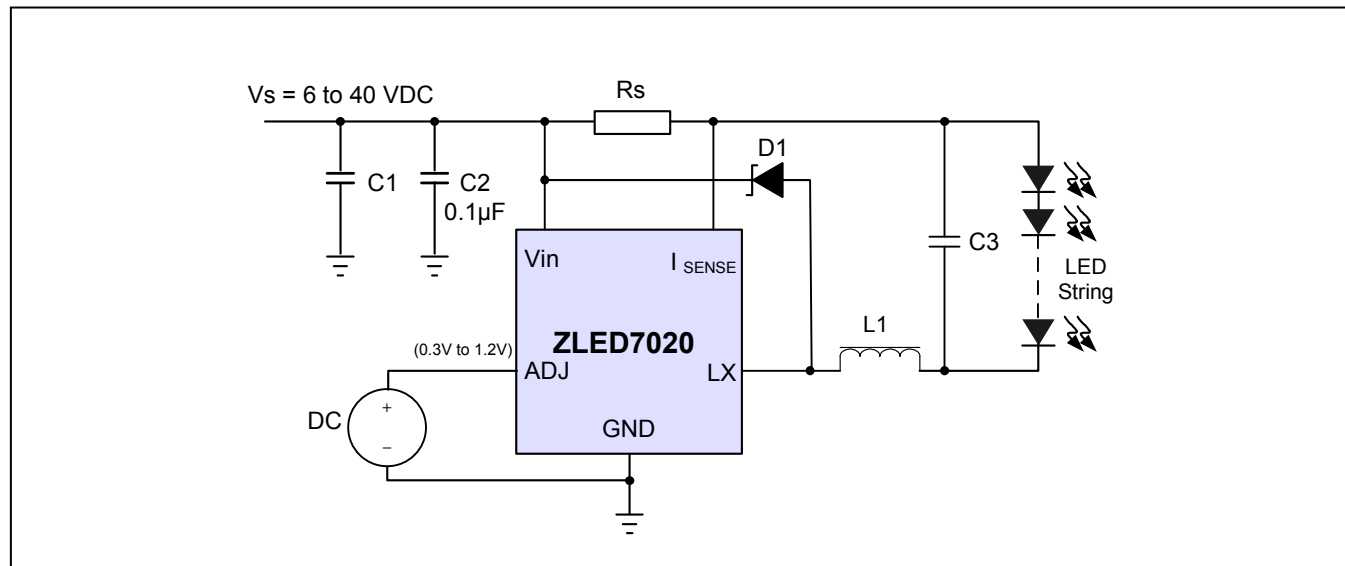 Vs = 6 to 40 VDC
Rs
D1
C1
C2
0.1µF
C3
Vin
I SENSE
LED
String
L1
ZLED7020
(0.3V to 1.2V)
ADJ
LX
DC
+
–
GND